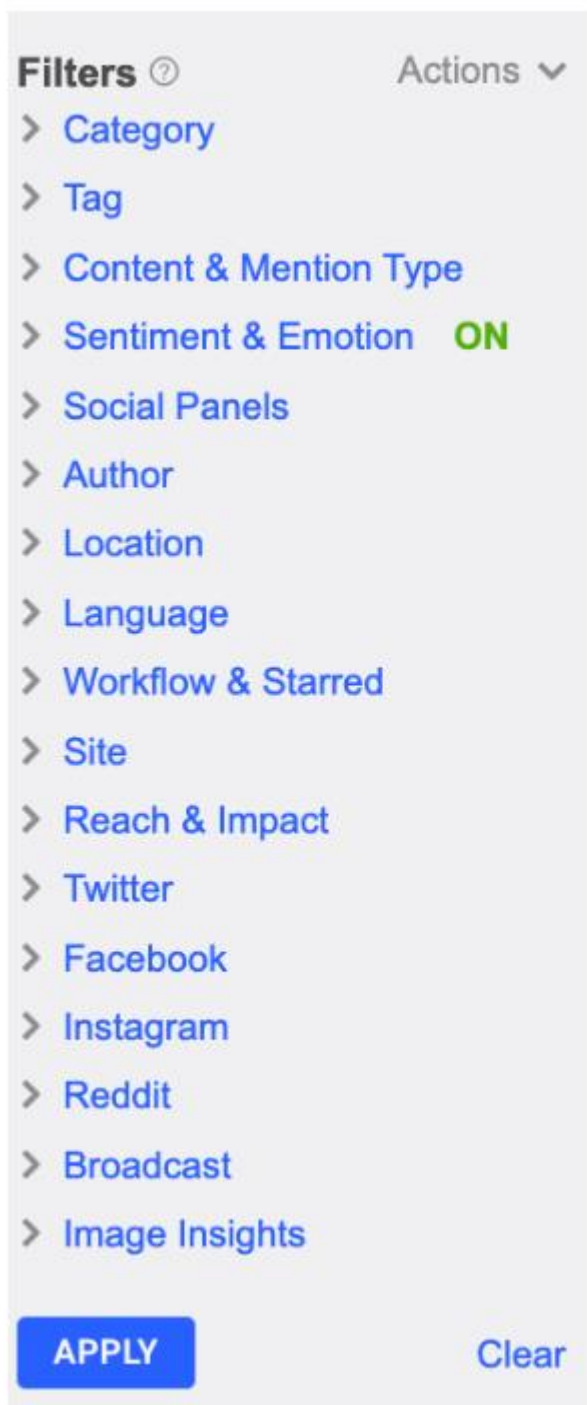 Filters Actions
Category
Tag
Content & Mention Type
Sentiment & Emotion ON
Social Panels
Author
Location
Language
Workflow & Starred
Site
Reach & Impact
Twitter
Facebook
Instagram
Reddit
Broadcast
Image Insights
APPLY Clear